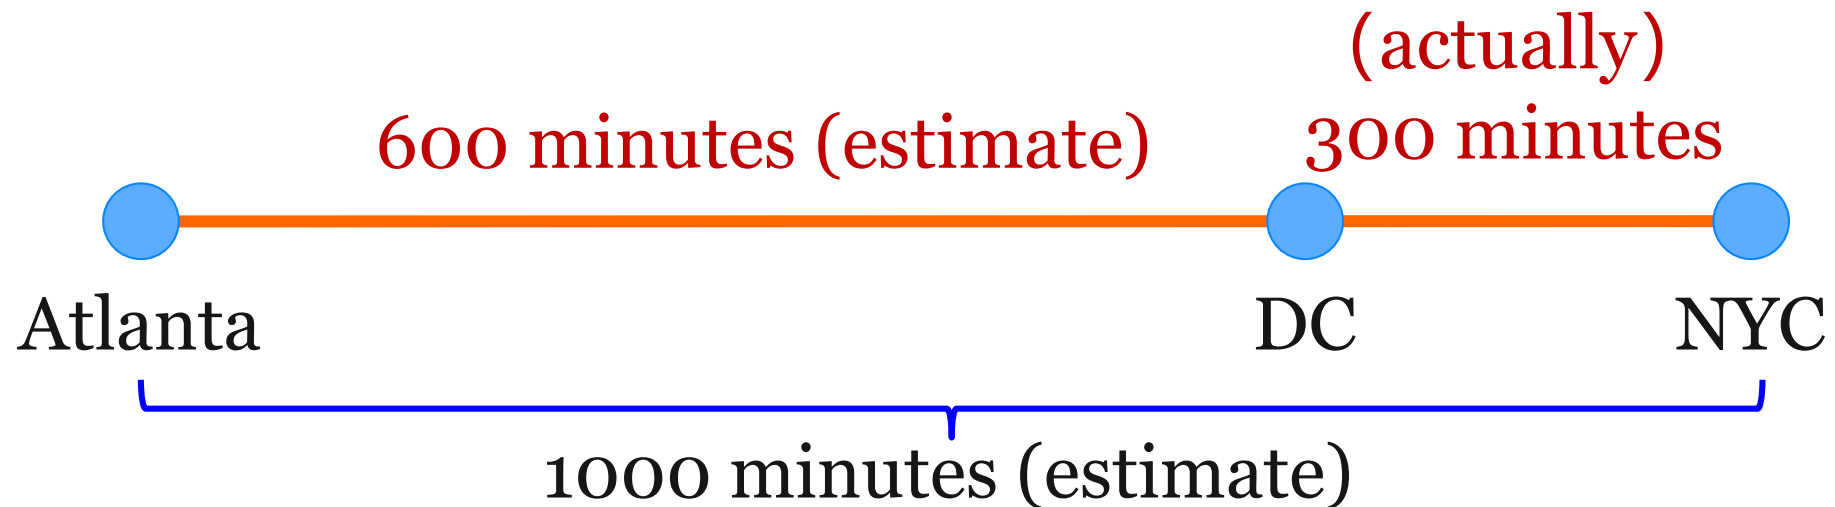 (actually)
600 minutes (estimate)
300 minutes
Atlanta
DC
NYC
1000 minutes (estimate)